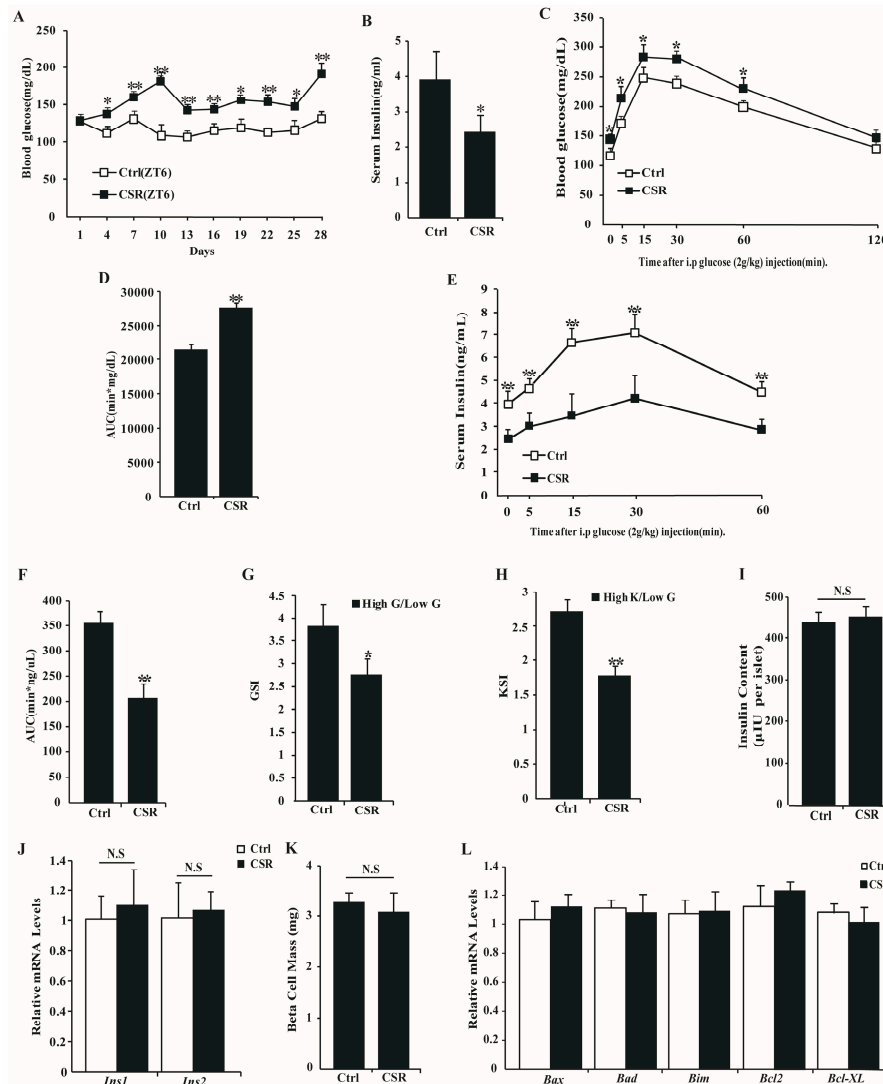 A
Blood glucose(mg/dL)
250
200
150
100
50
0
* ** ** ** ** * ** * **
Ctrl(ZT6)
CSR(ZT6)
1 4 7 10 13 16 19 22 25 28
Days
B
Serum Insulin(ng/ml)
5
4
3
2
1
0
*
Ctrl CSR
C
Blood glucose(mg/dL)
350
300
250
200
150
100
50
0
* * * * *
Ctrl
CSR
0 5 15 30 60 120
Time after i.p glucose (2g/kg) injection(min).
D
AUC(min*mg/dL)
30000
25000
20000
15000
10000
5000
0
**
Ctrl CSR
E
Serum Insulin(ng/mL)
9
8
7
6
5
4
3
2
1
0
** ** ** ** **
Ctrl
CSR
0 5 15 30 60
Time after i.p glucose (2g/kg) injection(min).
F
AUC(min*ng/uL)
400
350
300
250
200
150
100
50
0
**
Ctrl CSR
G
High G/Low G
GSI
5
4.5
4
3.5
3
2.5
2
1.5
1
0.5
0
*
Ctrl CSR
H
High K/Low G
KSI
3
2.5
2
1.5
1
0.5
0
**
Ctrl CSR
I
N.S
Insulin Content
(µIU per islet)
500
400
300
200
100
0
Ctrl CSR
J
Ctrl
CSR
N.S N.S
Relative mRNA Levels
1.4
1.2
1
0.8
0.6
0.4
0.2
0
Ins1 Ins2
K
N.S
Beta Cell Mass (mg)
4
3
2
1
0
Ctrl CSR
L
Ct
CS
Relative mRNA Levels
1.4
1.2
1
0.8
0.6
0.4
0.2
0
Bax Bad Bim Bcl2 Bcl-XL